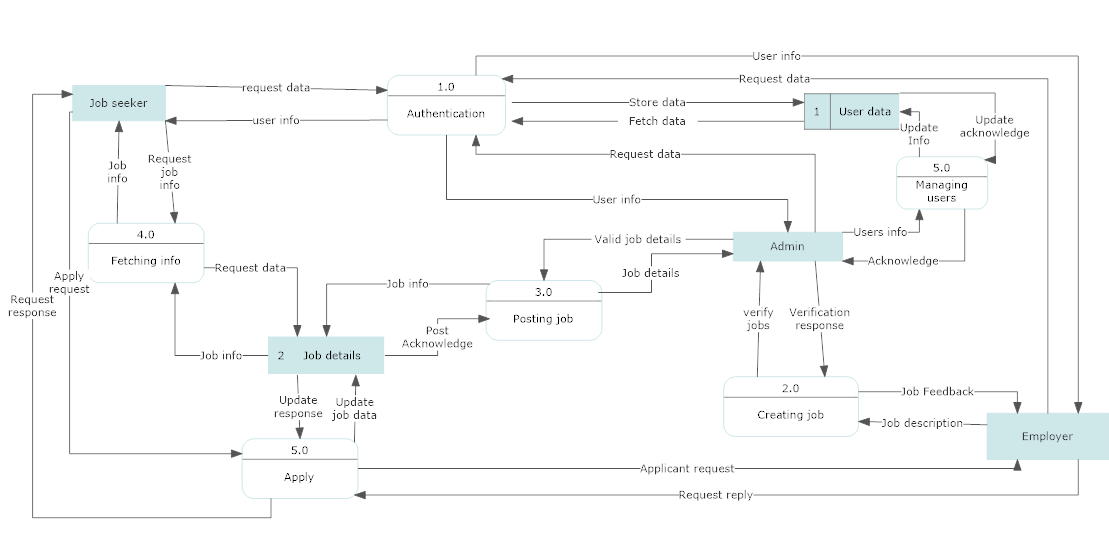 User info
Request data
1.0
Authentication
Job seeker
request data
user info
Store data
Fetch data
1 User data
Update
Info
Update
acknowledge
Request data
5.0
Managing
users
Job
info
Request
job
info
User info
4.0
Fetching info
Users info
Admin
Valid job details
Acknowledge
Request data
Job details
Apply
request
Request
response
Job info
3.0
Posting job
verify
jobs
Verification
response
Post
Acknowledge
Job info
2 Job details
2.0
Creating job
Job Feedback
Job description
Update
response
Update
job data
Employer
5.0
Apply
Applicant request
Request reply